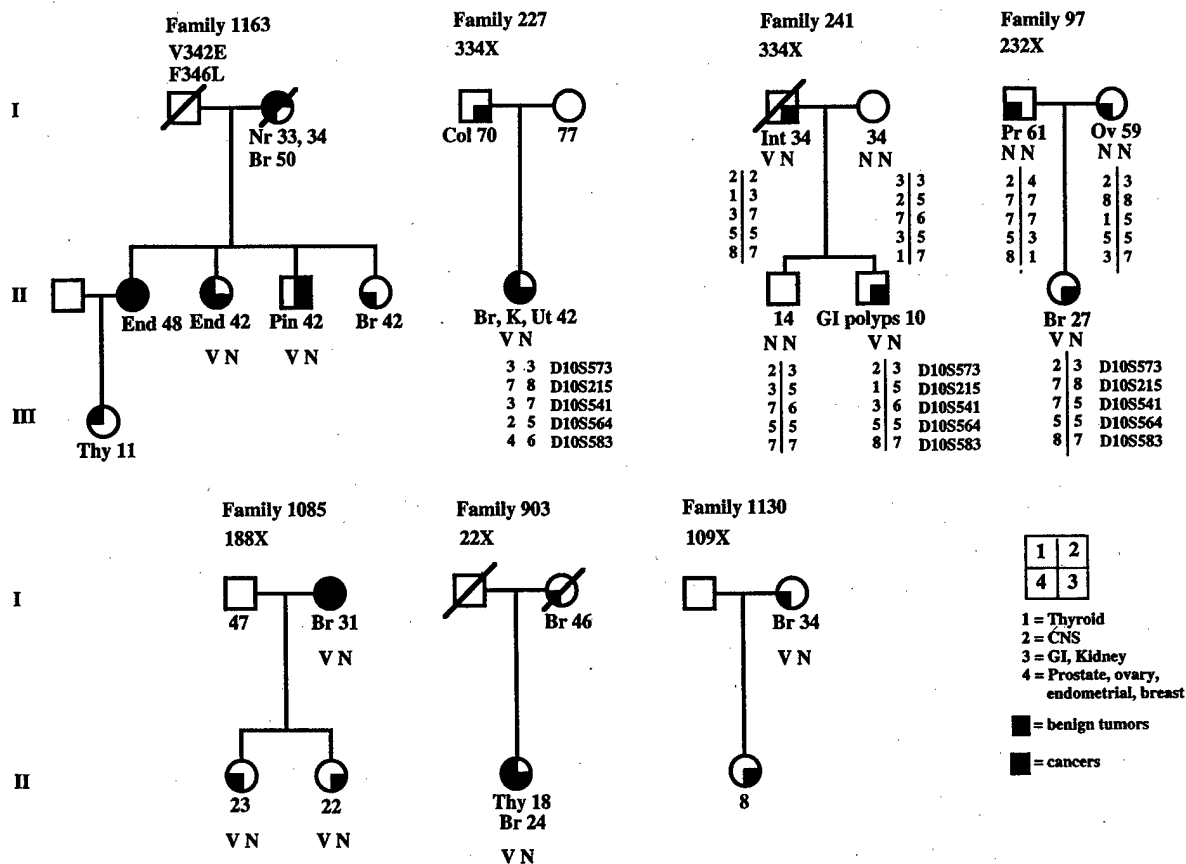 Family 1163
V342E
F346L
Family 227
334X
Family 241
334X
Family 97
232X
I
Nr 33, 34
Br 50
Col 70
77
Int 34
V N
34
N N
Pr 61
N N
Ov 59
N N
2 2
1 3
3 7
5 5
8 7
3 3
2 5
7 6
3 5
1 7
2 4
7 7
7 7
5 3
8 1
2 3
8 8
1 5
5 5
3 7
II
End 48
End 42
V N
Pin 42
V N
Br 42
Br, K, Ut 42
V N
3 3 D10S573
7 8 D10S215
3 7 D10S541
2 5 D10S564
4 6 D10S583
14
N N
2 3
3 5
7 6
5 5
7 7
GI polyps 10
V N
2 3 D10S573
1 5 D10S215
3 6 D10S541
5 5 D10S564
8 7 D10S583
Br 27
V N
2 3 D10S573
7 8 D10S215
7 5 D10S541
5 5 D10S564
8 7 D10S583
III
Thy 11
Family 1085
188X
Family 903
22X
Family 1130
109X
I
47
Br 31
V N
Br 46
Br 34
V N
II
23
V N
22
V N
Thy 18
Br 24
V N
8
1 2
4 3
1 = Thyroid
2 = CNS
3 = GI, Kidney
4 = Prostate, ovary,
endometrial, breast
= benign tumors
= cancers